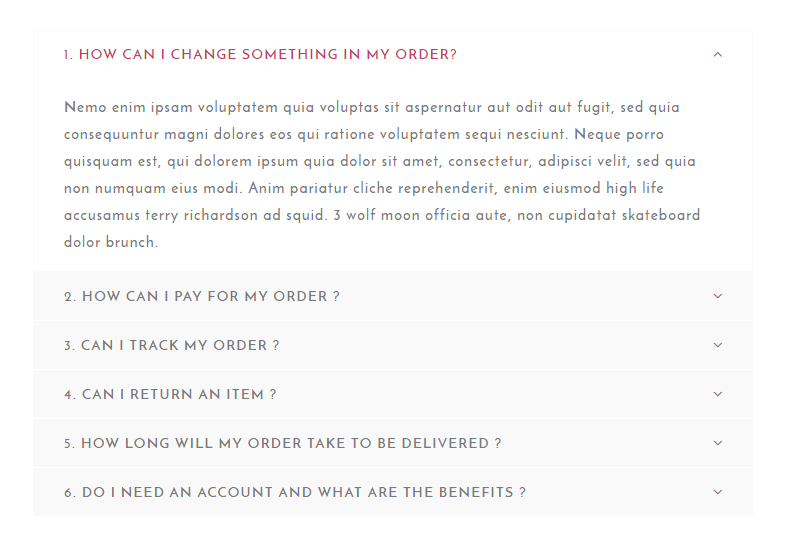 1. HOW CAN I CHANGE SOMETHING IN MY ORDER?
Nemo enim ipsam voluptatem quia voluptas sit aspernatur aut odit aut fugit, sed quia
consequuntur magni dolores eos qui ratione voluptatem sequi nesciunt. Neque porro
quisquam est, qui dolorem ipsum quia dolor sit amet, consectetur, adipisci velit, sed quia
non numquam eius modi. Anim pariatur cliche reprehenderit, enim eiusmod high life
accusamus terry richardson ad squid. 3 wolf moon officia aute, non cupidatat skateboard
dolor brunch.
2. HOW CAN I PAY FOR MY ORDER ?
3. CAN I TRACK MY ORDER ?
4. CAN I RETURN AN ITEM ?
5. HOW LONG WILL MY ORDER TAKE TO BE DELIVERED ?
6. DO I NEED AN ACCOUNT AND WHAT ARE THE BENEFITS ?